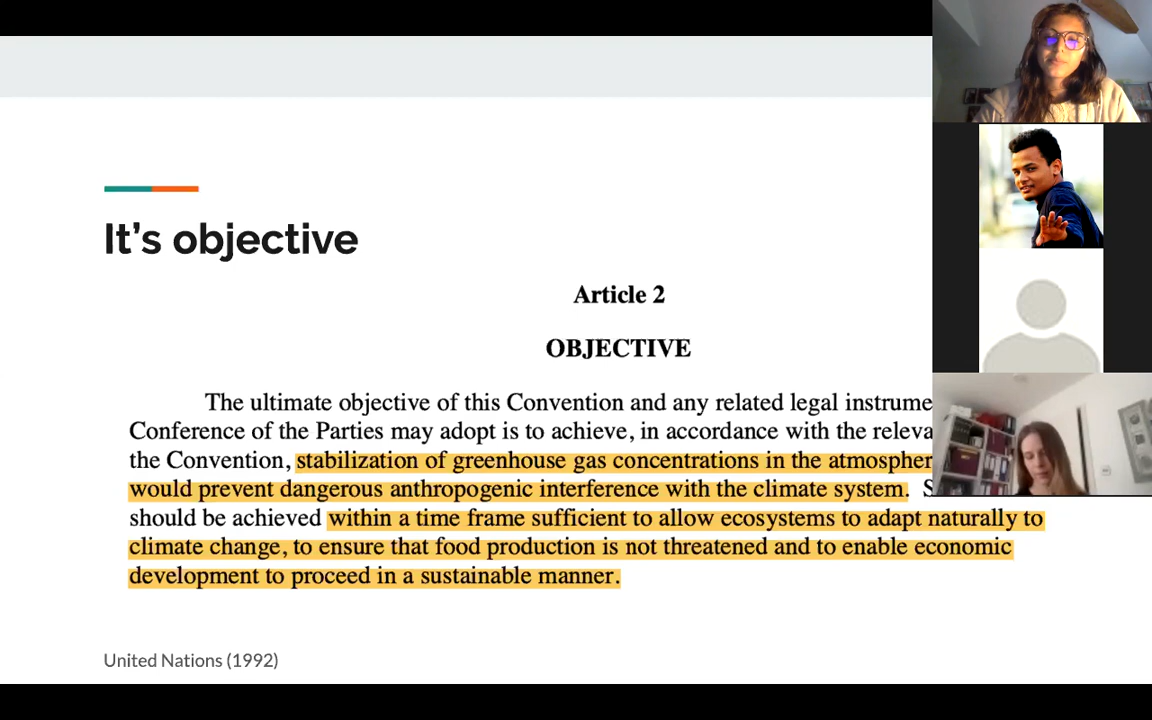 It's objective
Article 2
OBJECTIVE
The ultimate objective of this Convention and any related legal instrume
Conference of the Parties may adopt is to achieve, in accordance with the releva
the Convention, stabilization of greenhouse gas concentrations in the atmospher
would prevent dangerous anthropogenic interference with the climate system. S
should be achieved within a time frame sufficient to allow ecosystems to adapt naturally to
climate change, to ensure that food production is not threatened and to enable economic
development to proceed in a sustainable manner.
United Nations (1992)